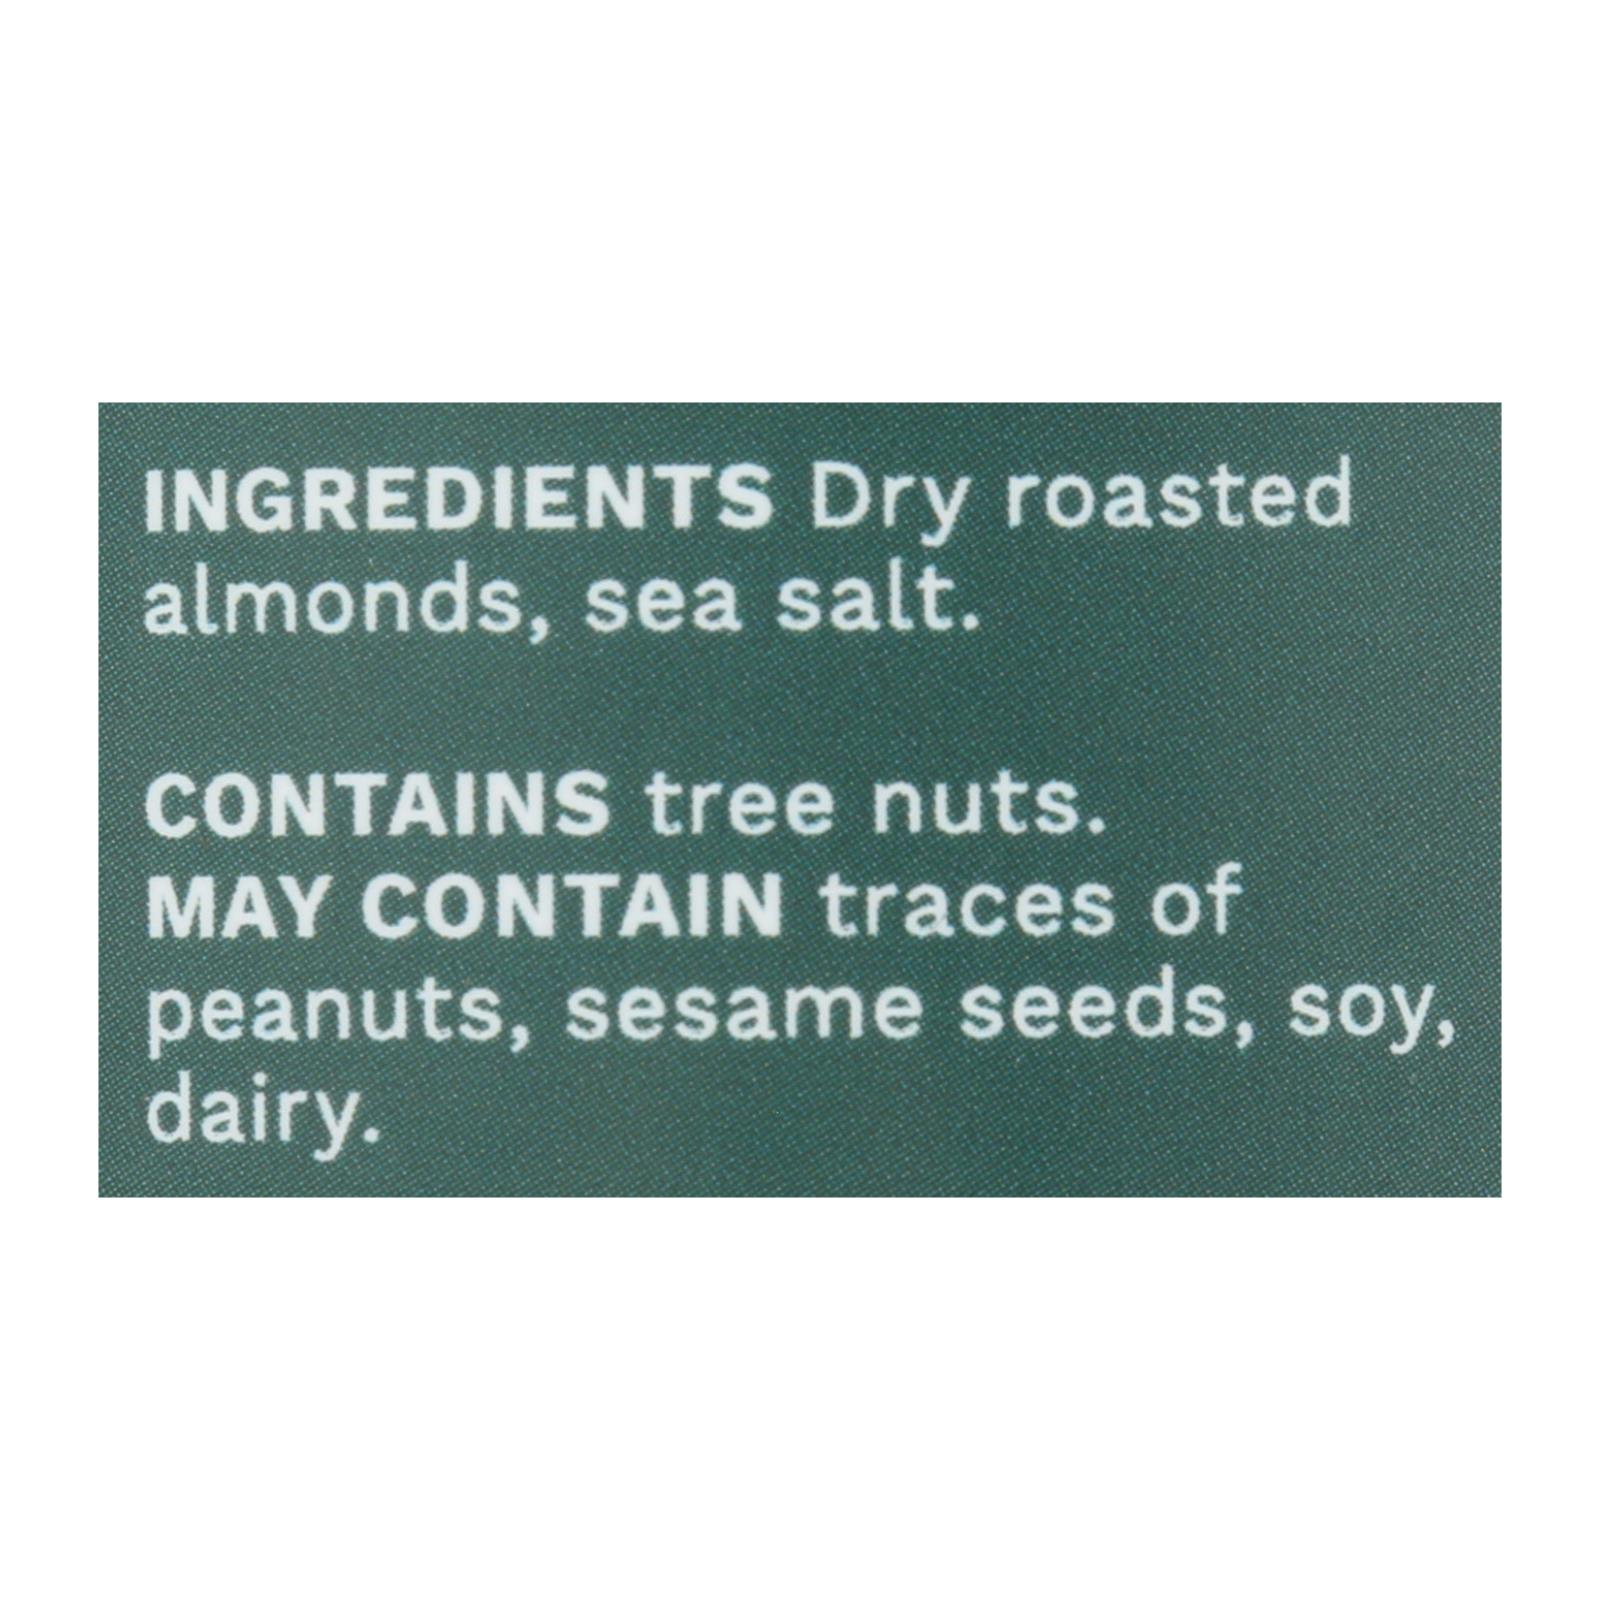 INGREDIENTS Dry roasted
almonds, sea salt.
CONTAINS tree nuts.
MAY CONTAIN traces of
peanuts, sesame seeds, soy,
dairy.